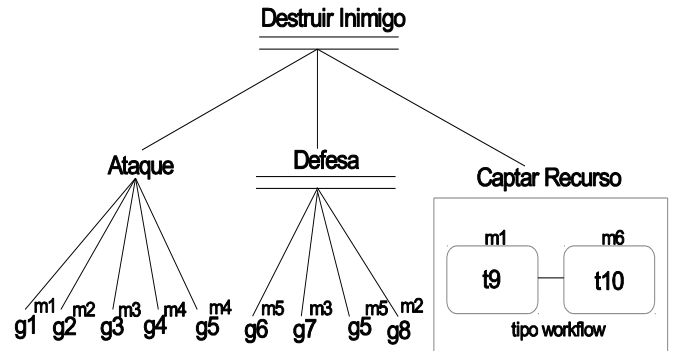 Destruir Inimigo
Ataque
Defesa
Captar Recurso
m1 m6
t9 t10
tipo workflow
m1 m2 m3 m4 m4
g1 g2 g3 g4 g5
m5 m3 m5 m2
g6 g7 g5 g8